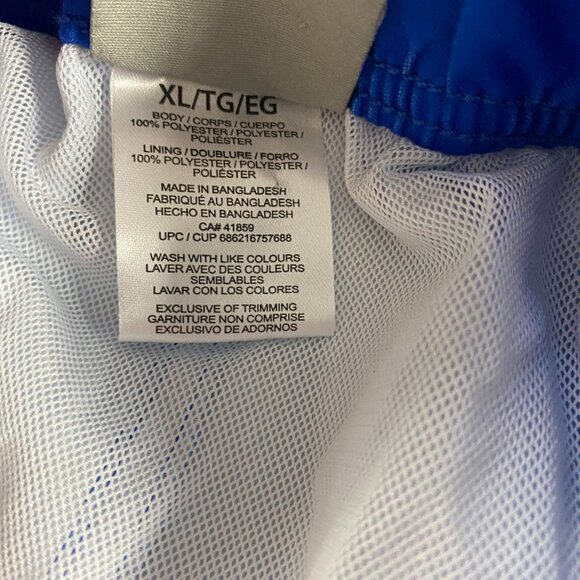 XL/TG/EG
BODY / CORPS / CUERPO
100% POLYESTER / POLYESTER /
POLIÉSTER
LINING / DOUBLURE / FORRO
100% POLYESTER / POLYESTER /
POLIÉSTER
MADE IN BANGLADESH
FABRIQUÉ AU BANGLADESH
HECHO EN BANGLADESH
CA# 41859
UPC / CUP 686216757688
WASH WITH LIKE COLOURS
LAVER AVEC DES COULEURS
SEMBLABLES
LAVAR CON LOS COLORES
EXCLUSIVE OF TRIMMING
GARNITURE NON COMPRISE
EXCLUSIVO DE ADORNOS